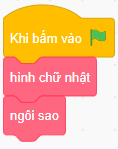 Khi bấm vào
hình chữ nhật
ngôi sao